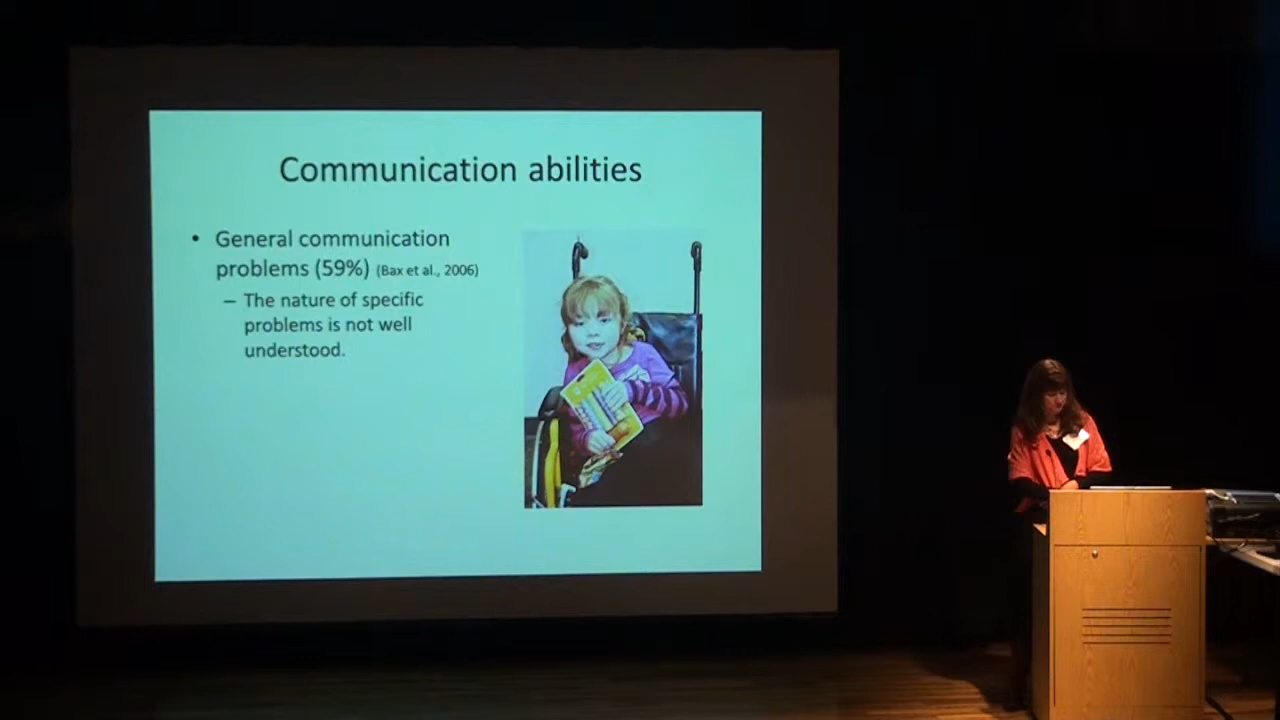 Communication abilities
• General communication
problems (59%) (Bax et al., 2006)
– The nature of specific
problems is not well
understood.